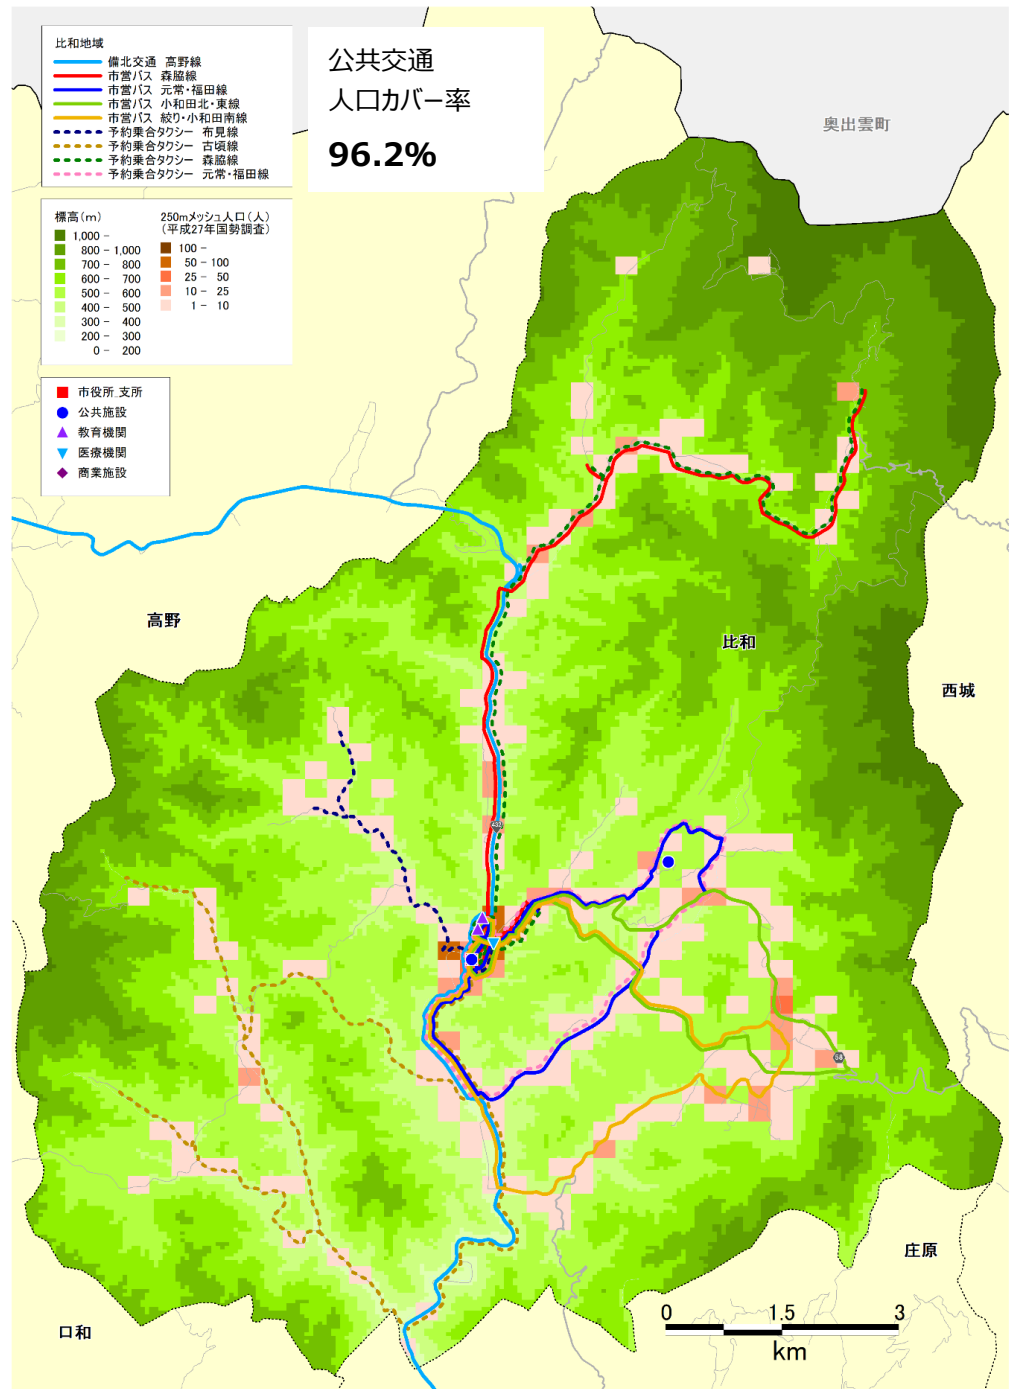 比和地域
備北交通 高野線
市営バス 森脇線
市営バス 元常・福田線
市営バス 小和田北・東線
市営バス 絞り・小和田南線
予約乗合タクシー 布見線
予約乗合タクシー 古頃線
予約乗合タクシー 森脇線
予約乗合タクシー 元常・福田線
公共交通
人口カバー率
96.2%
標高(m)
1,000 -
800 - 1,000
700 - 800
600 - 700
500 - 600
400 - 500
300 - 400
200 - 300
0 - 200
250mメッシュ人口(人)
(平成27年国勢調査)
100 -
50 - 100
25 - 50
10 - 25
1 - 10
市役所_支所
公共施設
教育機関
医療機関
商業施設
奥出雲町
高野
比和
西城
庄原
口和
432
58
0 1.5 3
km